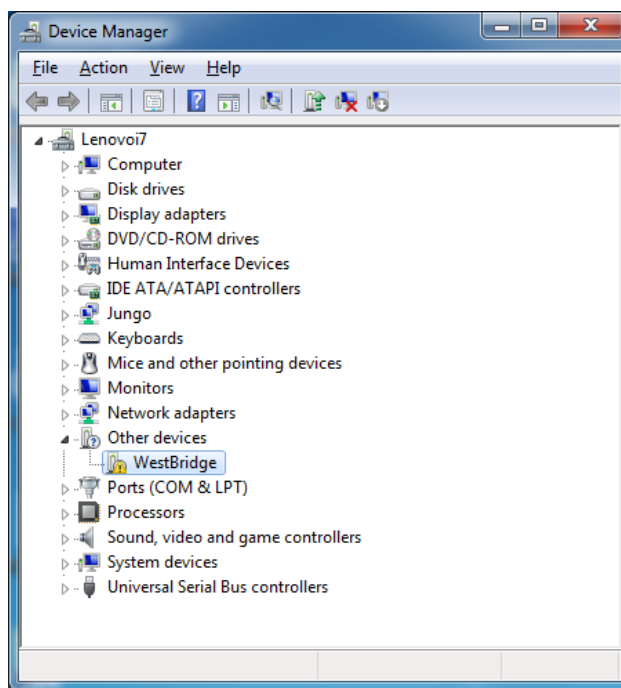 Device Manager
File Action View Help
Lenovoi7
Computer
Disk drives
Display adapters
DVD/CD-ROM drives
Human Interface Devices
IDE ATA/ATAPI controllers
Jungo
Keyboards
Mice and other pointing devices
Monitors
Network adapters
Other devices
WestBridge
Ports (COM & LPT)
Processors
Sound, video and game controllers
System devices
Universal Serial Bus controllers